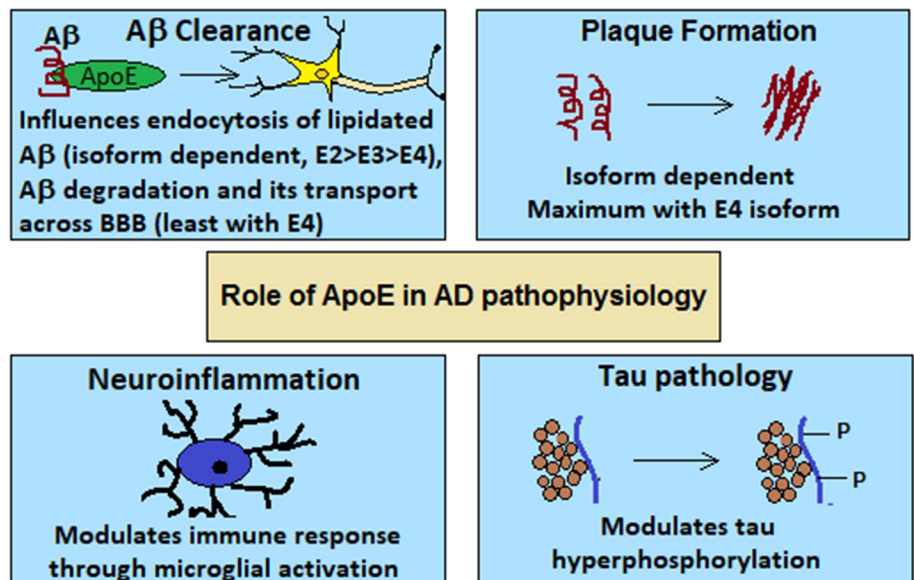 Aβ Clearance
Aβ
ApoE
Influences endocytosis of lipidated
Aβ (isoform dependent, E2>E3>E4),
Aβ degradation and its transport
across BBB (least with E4)
Plaque Formation
Isoform dependent
Maximum with E4 isoform
Role of ApoE in AD pathophysiology
Neuroinflammation
Modulates immune response
through microglial activation
Tau pathology
P
P
Modulates tau
hyperphosphorylation